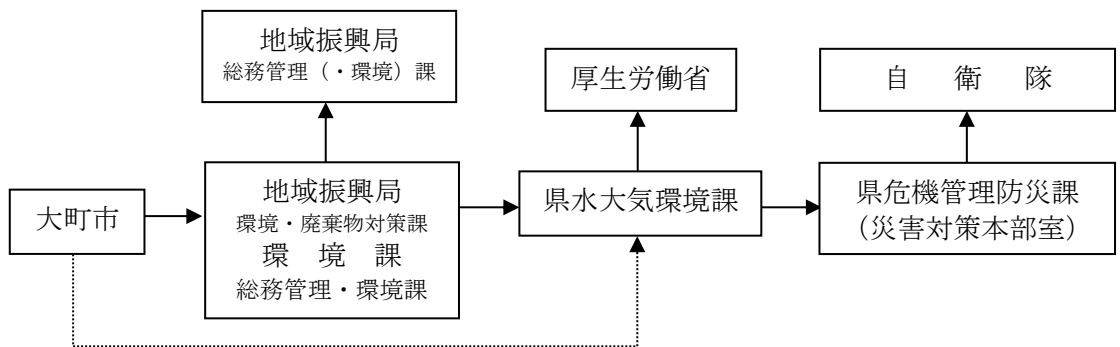 地域振興局
総務管理（・環境）課
厚生労働省
自　衛　隊
大町市
地域振興局
環境・廃棄物対策課
環　境　課
総務管理・環境課
県水大気環境課
県危機管理防災課
（災害対策本部室）